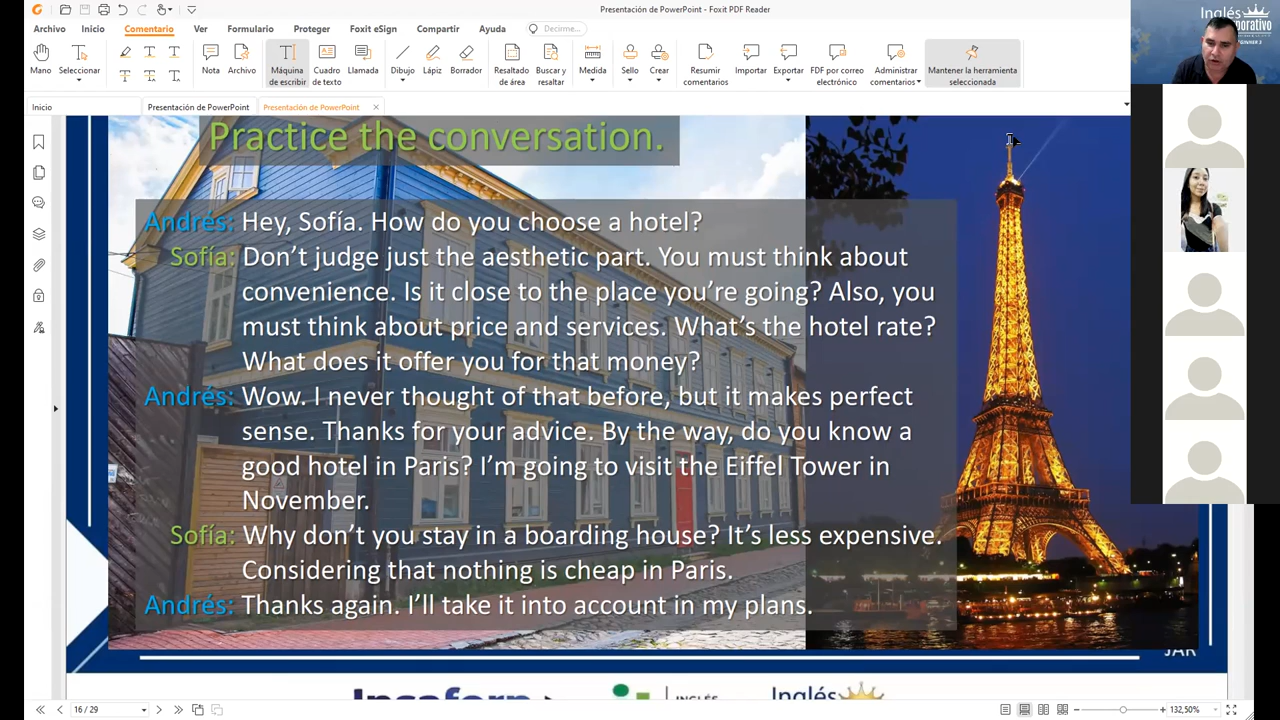 Presentación de PowerPoint - Foxit PDF Reader
Archivo Inicio Comentario Ver Formulario Proteger Foxit eSign Compartir Ayuda Decirme...
Mano Seleccionar Nota Archivo Máquina de escribir Cuadro de texto Llamada Dibujo Lápiz Borrador Resaltado de área Buscar y resaltar Medida Sello Crear Resumir comentarios Importar Exportar PDF por correo electrónico Administrar comentarios Mantener la herramienta seleccionada
Inicio Presentación de PowerPoint Presentación de PowerPoint
Inglés
Practice the conversation.
Andrés: Hey, Sofía. How do you choose a hotel?
Sofía: Don't judge just the aesthetic part. You must think about
convenience. Is it close to the place you're going? Also, you
must think about price and services. What's the hotel rate?
What does it offer you for that money?
Andrés: Wow. I never thought of that before, but it makes perfect
sense. Thanks for your advice. By the way, do you know a
good hotel in Paris? I'm going to visit the Eiffel Tower in
November.
Sofía: Why don't you stay in a boarding house? It's less expensive.
Considering that nothing is cheap in Paris.
Andrés: Thanks again. I'll take it into account in my plans.
JAR
INGLÉS
Inglés
16 / 29
132,50%